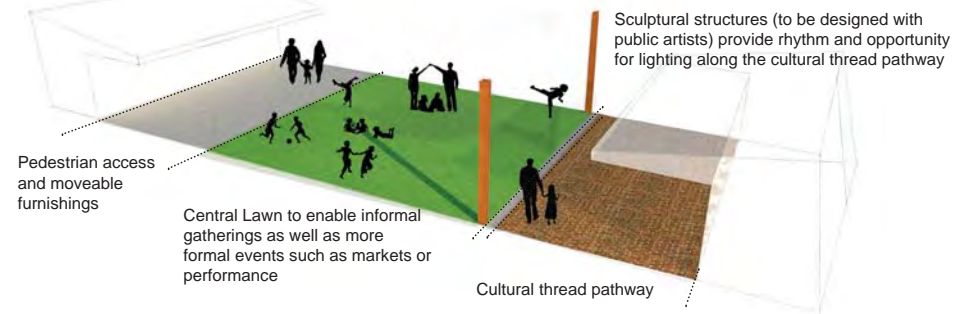 Sculptural structures (to be designed with
public artists) provide rhythm and opportunity
for lighting along the cultural thread pathway
Pedestrian access
and moveable
furnishings
Central Lawn to enable informal
gatherings as well as more
formal events such as markets or
performance
Cultural thread pathway